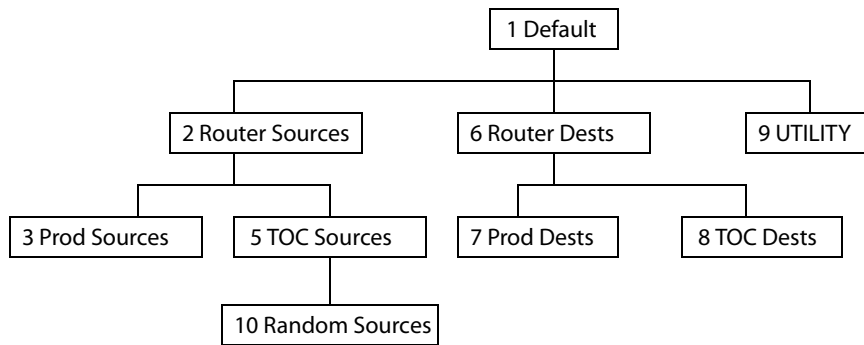 1 Default
2 Router Sources
6 Router Dests
9 UTILITY
3 Prod Sources
5 TOC Sources
7 Prod Dests
8 TOC Dests
10 Random Sources